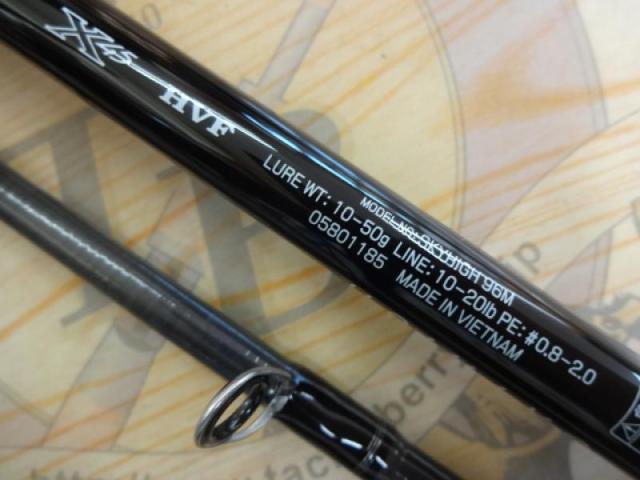 X45
HVF
MODEL NO.:SKYHIGH 96M
LURE WT: 10-50g LINE: 10-20lb PE: #0.8-2.0
05801185 MADE IN VIETNAM